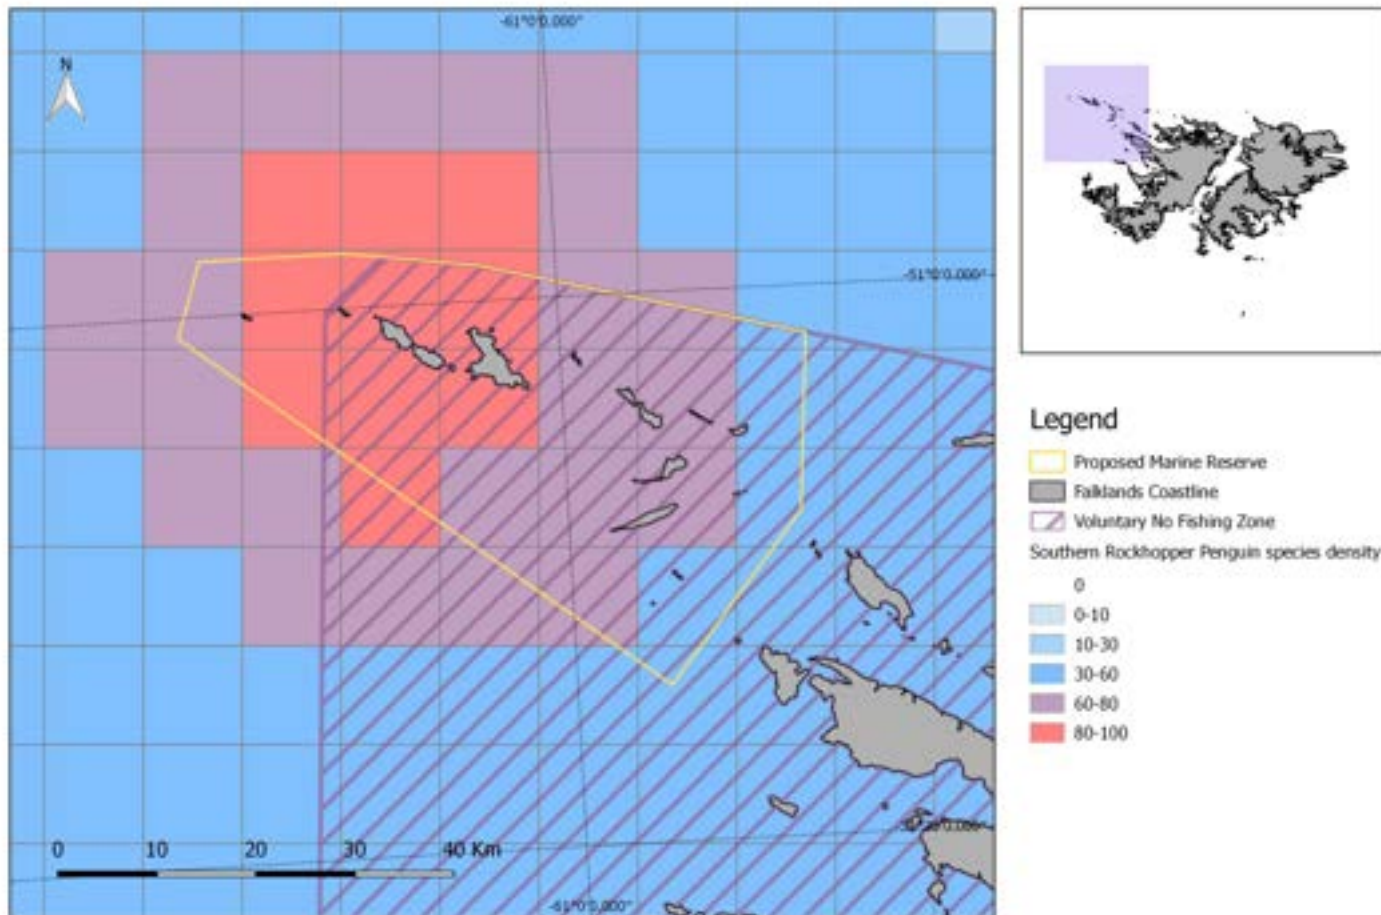 -61°0'0.000"
N
-51°0'0.000"
0 10 20 30 40 Km
-61°0'0.000"
Legend
Proposed Marine Reserve
Falklands Coastline
Voluntary No Fishing Zone
Southern Rockhopper Penguin species density
0
0-10
10-30
30-60
60-80
80-100